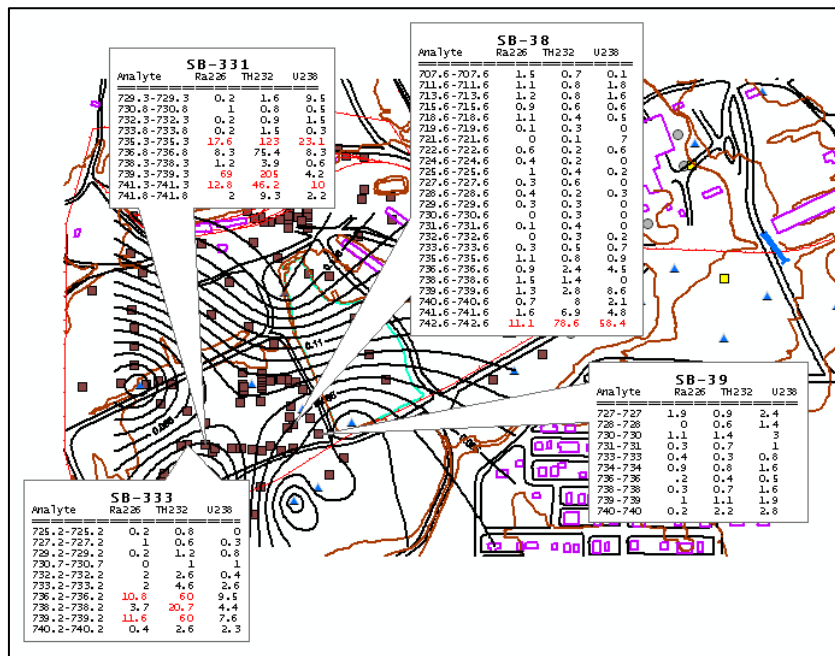 SB-331
Analyte Ra226 TH232 U238
729.3-729.3 0.2 1.6 9.5
730.8-730.8 1 0.8 0.5
732.3-732.3 0.2 0.9 1.5
733.8-733.8 0.2 1.5 0.3
735.3-735.3 17.6 123 23.1
736.8-736.8 8.3 75.4 8.3
738.3-738.3 1.2 3.9 0.6
739.3-739.3 69 205 4.2
741.3-741.3 12.8 46.2 10
741.8-741.8 2 9.3 2.2
SB-38
Analyte Ra226 TH232 U238
707.6-707.6 1.5 0.7 0.1
711.6-711.6 1.1 0.8 1.8
713.6-713.6 1.2 0.8 1.6
715.6-715.6 0.9 0.6 0.6
718.6-718.6 1.1 0.4 0.5
719.6-719.6 0.1 0.3 0
721.6-721.6 0 0.1 7
722.6-722.6 0.6 0.2 0.6
724.6-724.6 0.4 0.2 0
725.6-725.6 1 0.4 0.2
727.6-727.6 0.3 0.6 0
728.6-728.6 0.4 0.2 0.3
729.6-729.6 0.3 0.3 0
730.6-730.6 0 0.3 0
731.6-731.6 0.1 0.4 0
732.6-732.6 0 0.3 0.2
733.6-733.6 0.3 0.5 0.7
735.6-735.6 1.1 0.8 0.9
736.6-736.6 0.9 2.4 4.5
738.6-738.6 1.5 1.4 0
739.6-739.6 1.3 2.8 8.6
740.6-740.6 0.7 8 2.1
741.6-741.6 1.6 6.9 4.8
742.6-742.6 11.1 78.6 58.4
0.11
SB-39
Analyte Ra226 TH232 U238
727-727 1.9 0.9 2.4
728-728 0 0.6 1.4
730-730 1.1 1.4 3
731-731 0.3 0.7 1
733-733 0.4 0.3 0.8
734-734 0.9 0.8 1.6
736-736 .2 0.4 0.5
738-738 0.3 0.7 1.6
739-739 1 1.1 1.9
740-740 0.2 2.2 2.8
SB-333
Analyte Ra226 TH232 U238
725.2-725.2 0.2 0.8 0
727.2-727.2 1 0.6 0.3
729.2-729.2 0.2 1.2 0.8
730.7-730.7 0 1 1
732.2-732.2 2 2.6 0.4
733.2-733.2 2 4.6 2.6
736.2-736.2 10.8 60 9.5
738.2-738.2 3.7 20.7 4.4
739.2-739.2 11.6 60 7.6
740.2-740.2 0.4 2.6 2.3